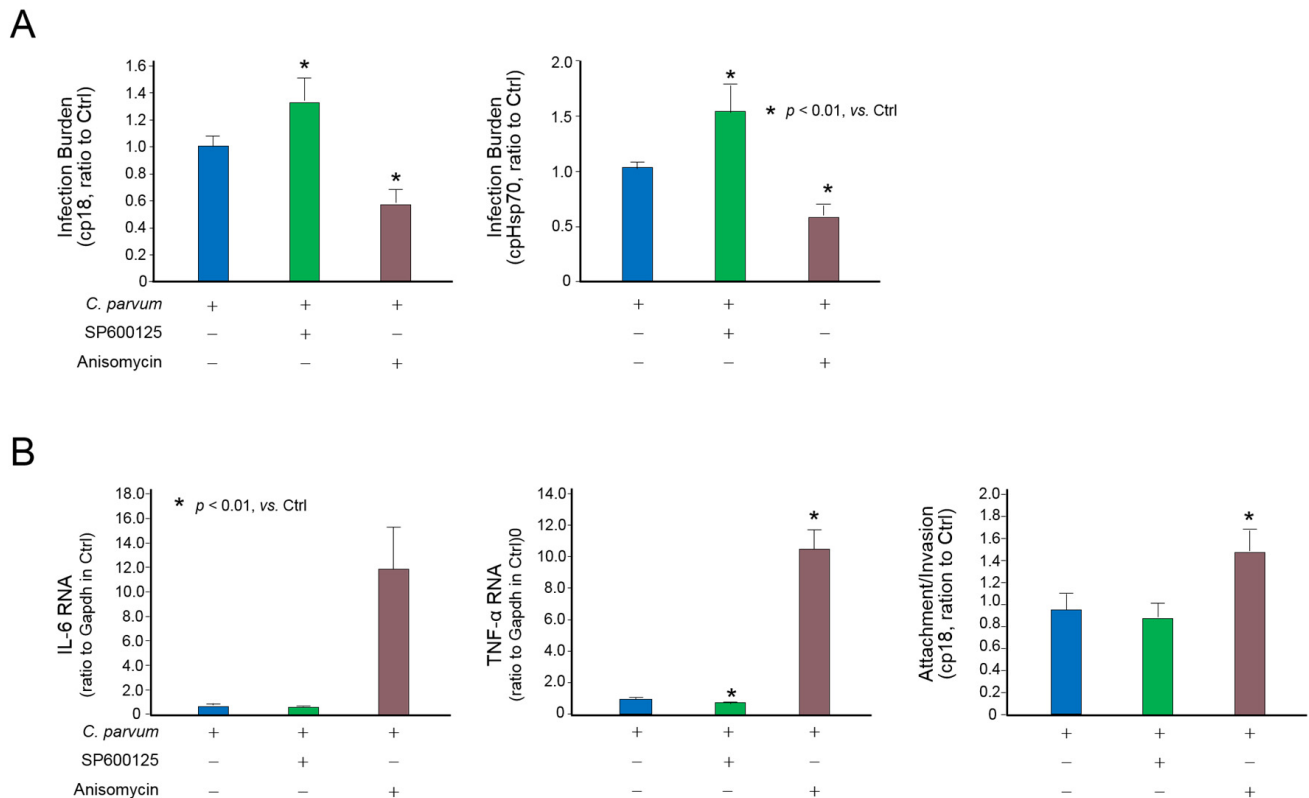 A
Infection Burden
(cp18, ratio to Ctrl)
1.6
1.4
1.2
1.0
0.8
0.6
0.4
0.2
0
*
*
C. parvum + + +
SP600125 – + –
Anisomycin – – +
Infection Burden
(cpHsp70, ratio to Ctrl)
2.0
1.5
1.0
0.5
0
*
*
* p < 0.01, vs. Ctrl
+ + +
– + –
– – +
B
IL-6 RNA
(ratio to Gapdh in Ctrl)
18.0
16.0
14.0
12.0
10.0
8.0
6.0
4.0
2.0
0
* p < 0.01, vs. Ctrl
C. parvum + + +
SP600125 – + –
Anisomycin – – +
TNF-α RNA
(ratio to Gapdh in Ctrl)0
14.0
12.0
10.0
8.0
6.0
4.0
2.0
0
*
*
+ + +
– + –
– – +
Attachment/Invasion
(cp18, ration to Ctrl)
2.0
1.8
1.6
1.4
1.2
1.0
0.8
0.6
0.4
0.2
0
*
+ + +
– + –
– – +